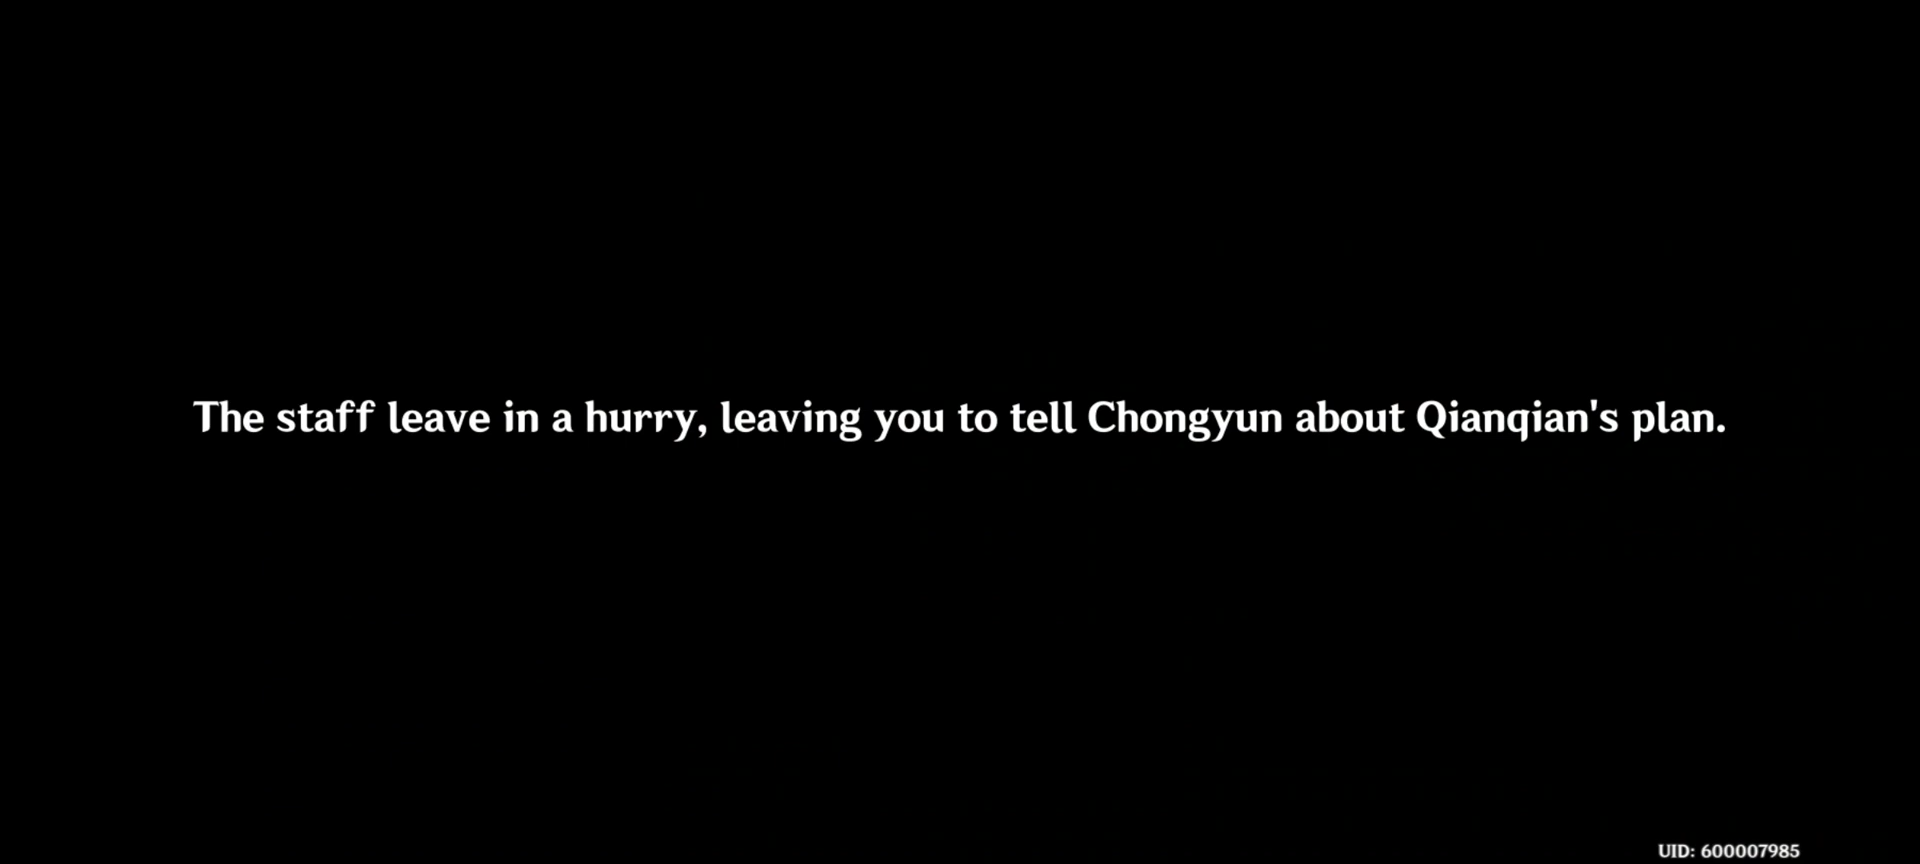 The staff leave in a hurry, leaving you to tell Chongyun about Qianqian's plan.
UID: 600007985